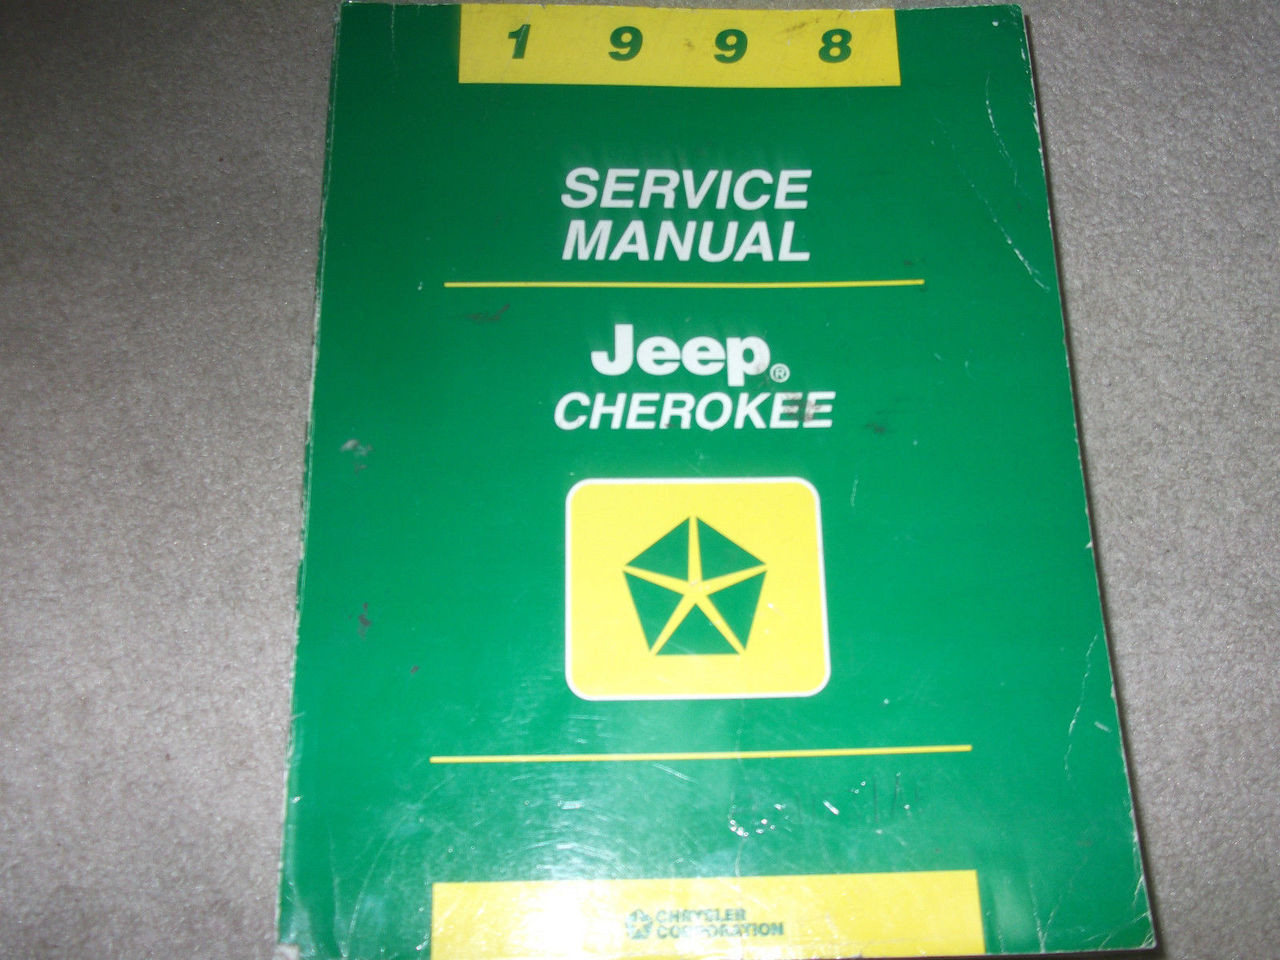 1 9 9 8
SERVICE
MANUAL
Jeep®
CHEROKEE
CHRYSLER
CORPORATION